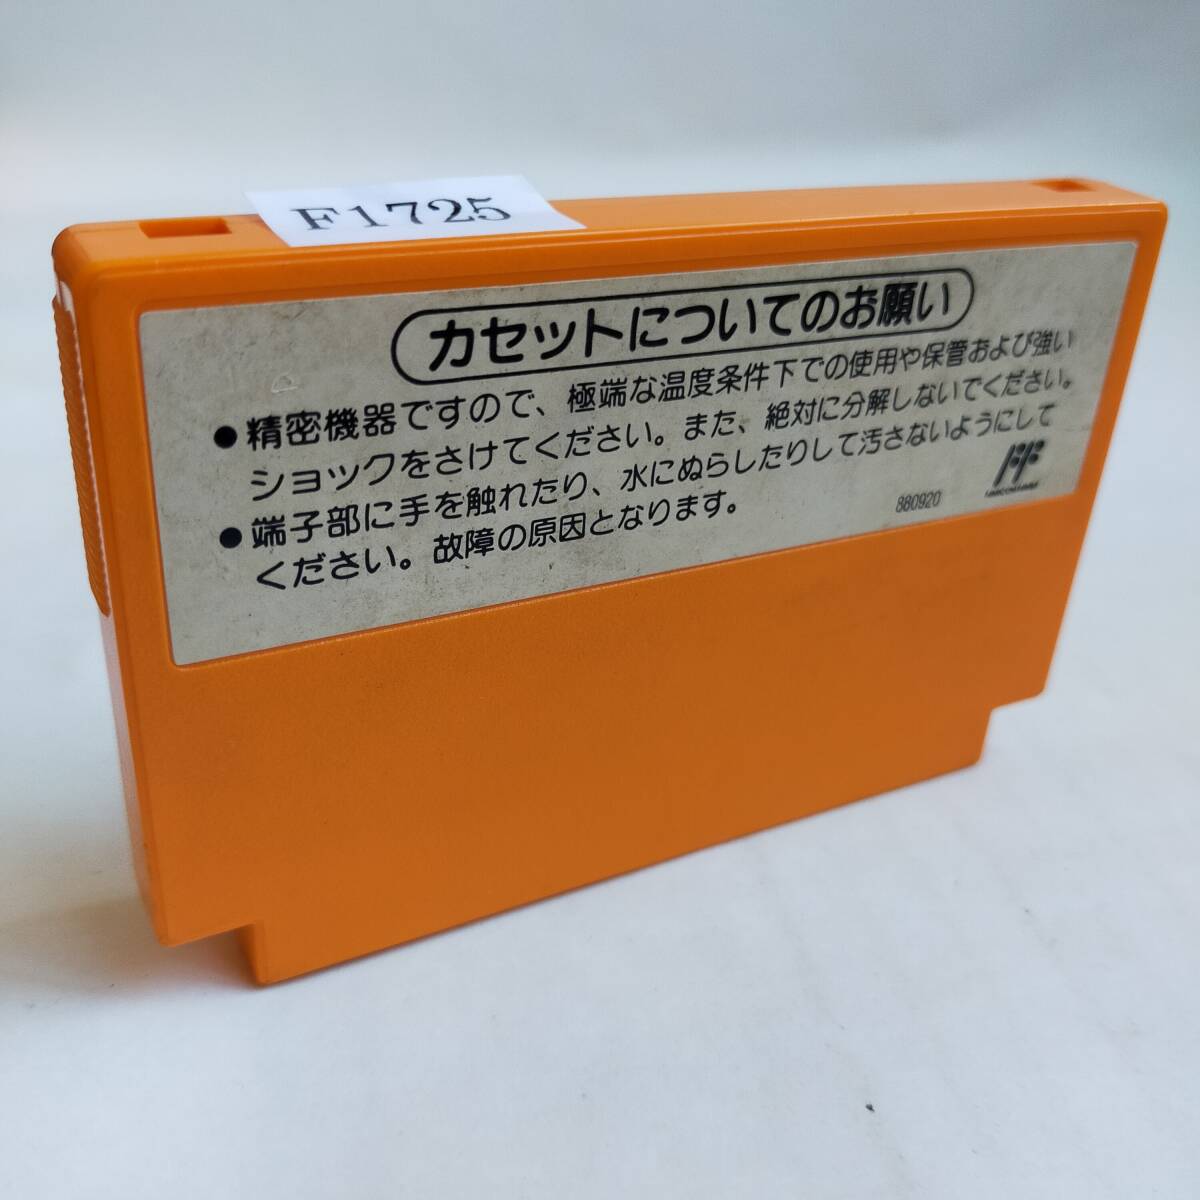 F1725
カセットについてのお願い
●精密機器ですので、極端な温度条件下での使用や保管および強い
ショックをさけてください。また、絶対に分解しないでください。
●端子部に手を触れたり、水にぬらしたりして汚さないようにして
ください。故障の原因となります。
880920